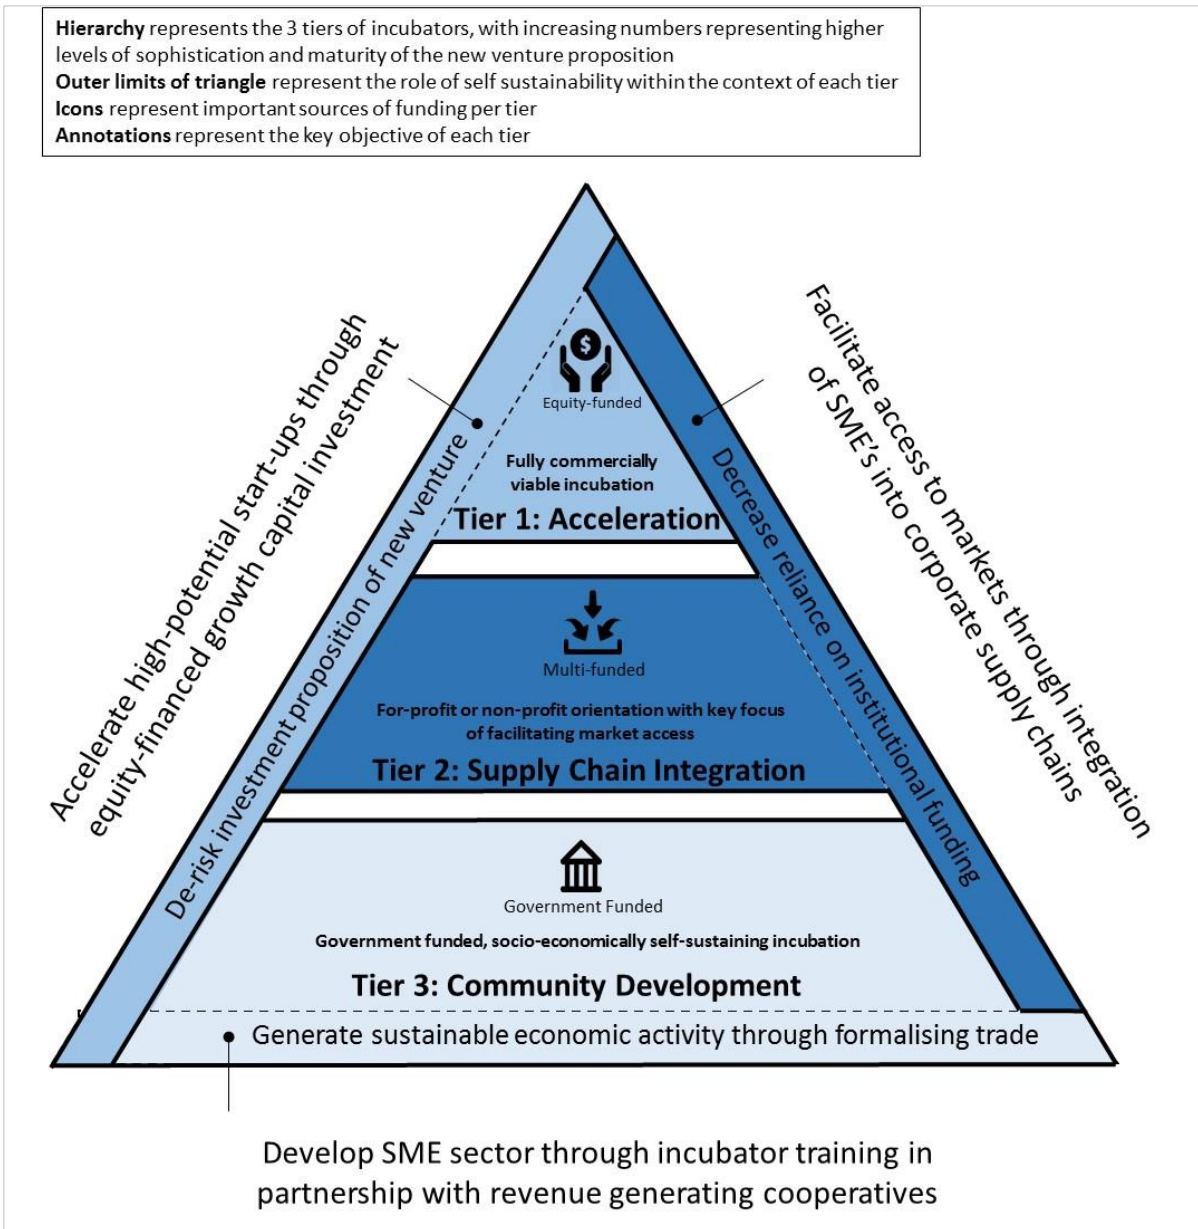 Hierarchy represents the 3 tiers of incubators, with increasing numbers representing higher
levels of sophistication and maturity of the new venture proposition
Outer limits of triangle represent the role of self sustainability within the context of each tier
Icons represent important sources of funding per tier
Annotations represent the key objective of each tier
Accelerate high-potential start-ups through
equity-financed growth capital investment
De-risk investment proposition of new venture
Facilitate access to markets through integration
of SME's into corporate supply chains
Decrease reliance on institutional funding
$
Equity-funded
Fully commercially
viable incubation
Tier 1: Acceleration
Multi-funded
For-profit or non-profit orientation with key focus
of facilitating market access
Tier 2: Supply Chain Integration
Government Funded
Government funded, socio-economically self-sustaining incubation
Tier 3: Community Development
Generate sustainable economic activity through formalising trade
Develop SME sector through incubator training in
partnership with revenue generating cooperatives